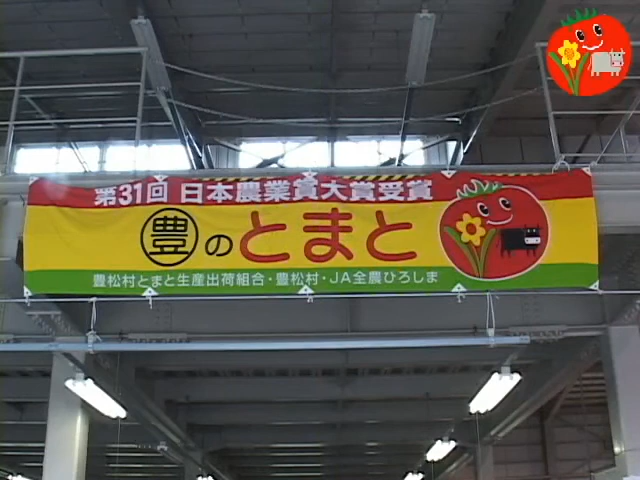 第31回 日本農業賞大賞受賞
豊のとまと
豊松村とまと生産出荷組合・豊松村・JA全農ひろしま